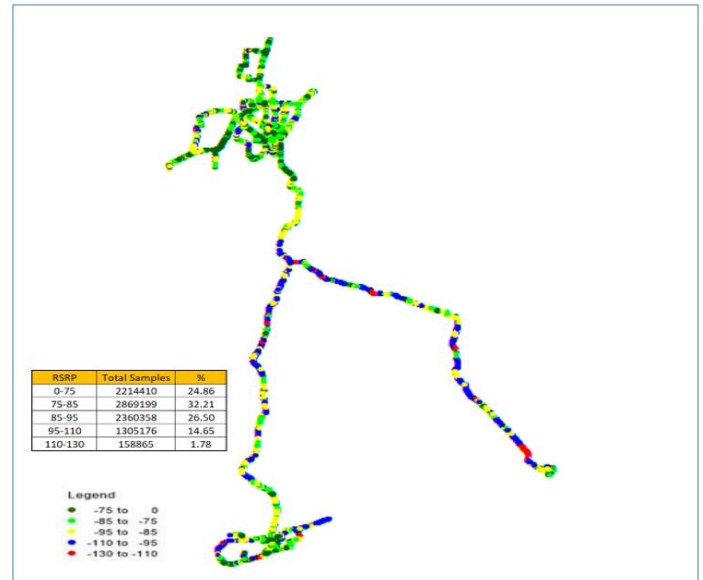 RSRP Total Samples %
0-75 2214410 24.86
75-85 2869199 32.21
85-95 2360358 26.50
95-110 1305176 14.65
110-130 158865 1.78
Legend
-75 to 0
-85 to -75
-95 to -85
-110 to -95
-130 to -110